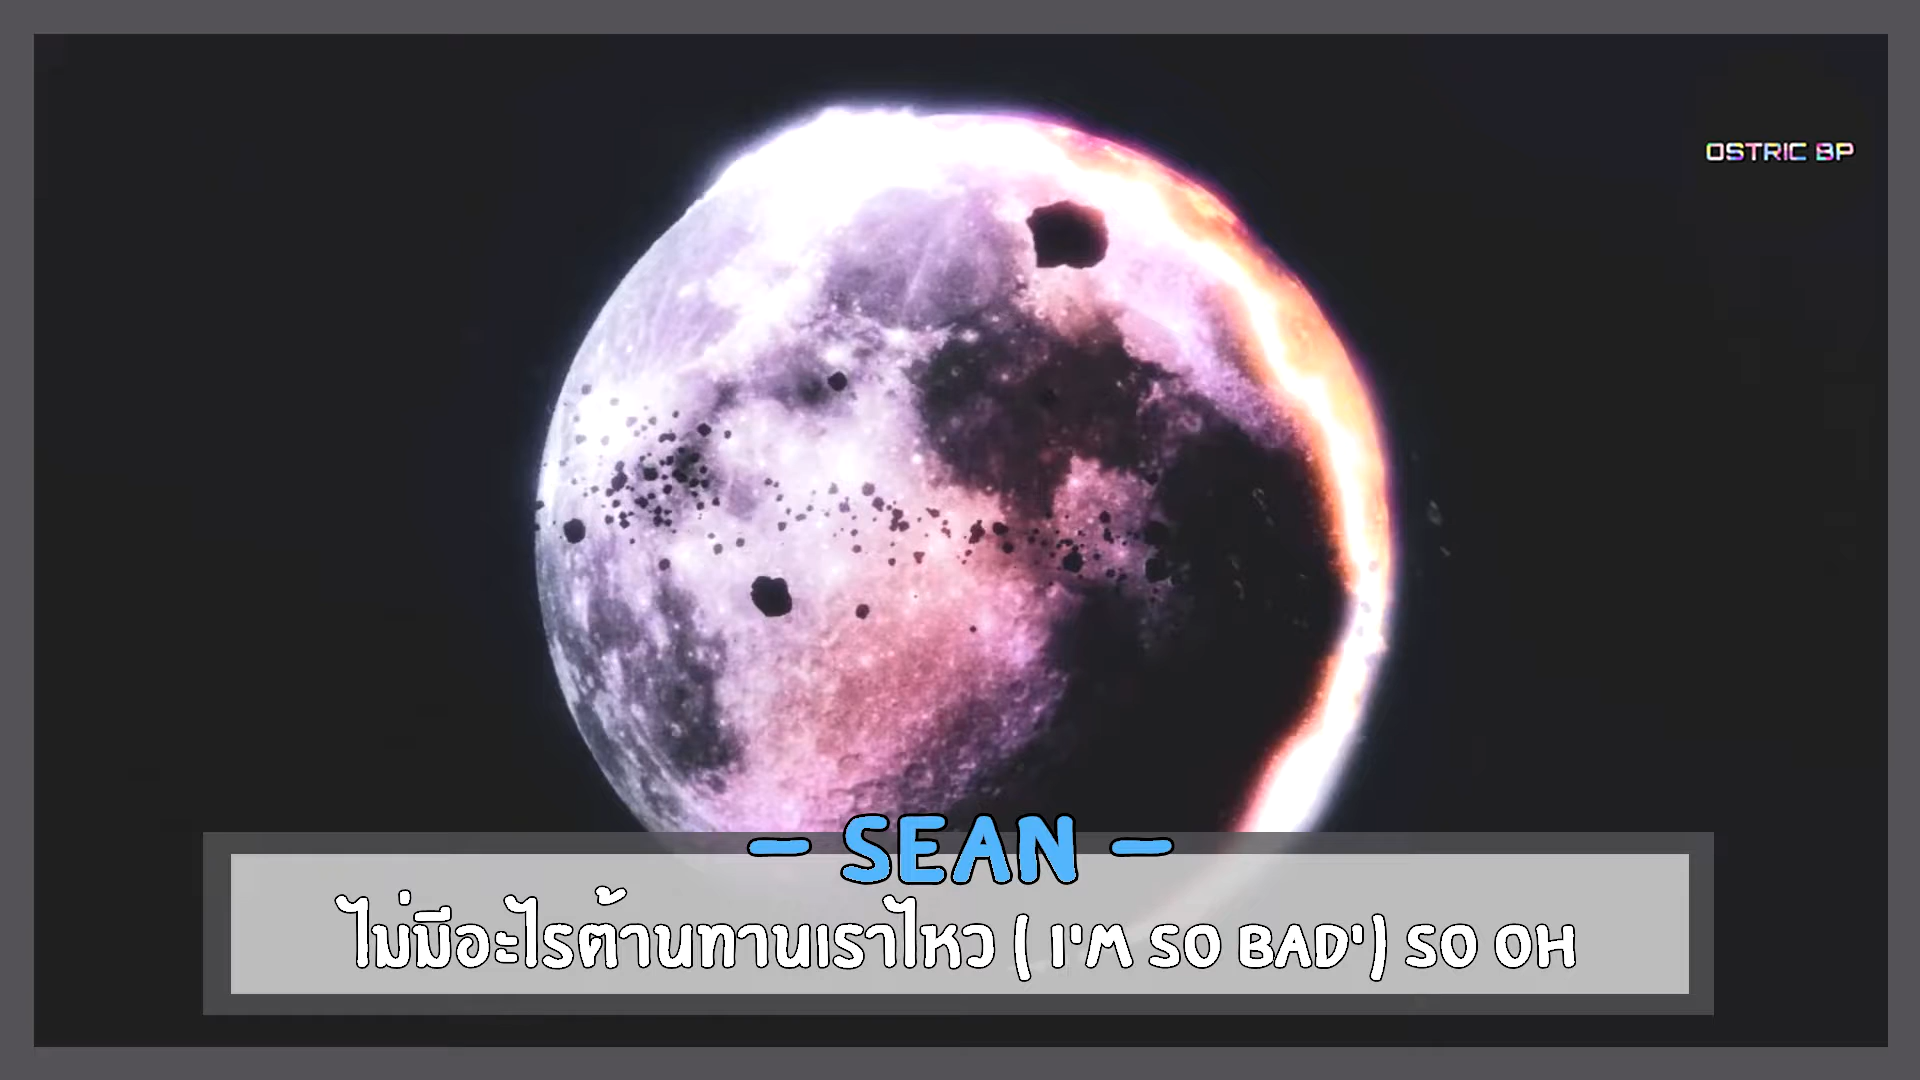 OSTRIC BP
– SEAN –
ไม่มีอะไรต้านทานเราไหว ( I'M SO BAD') SO OH